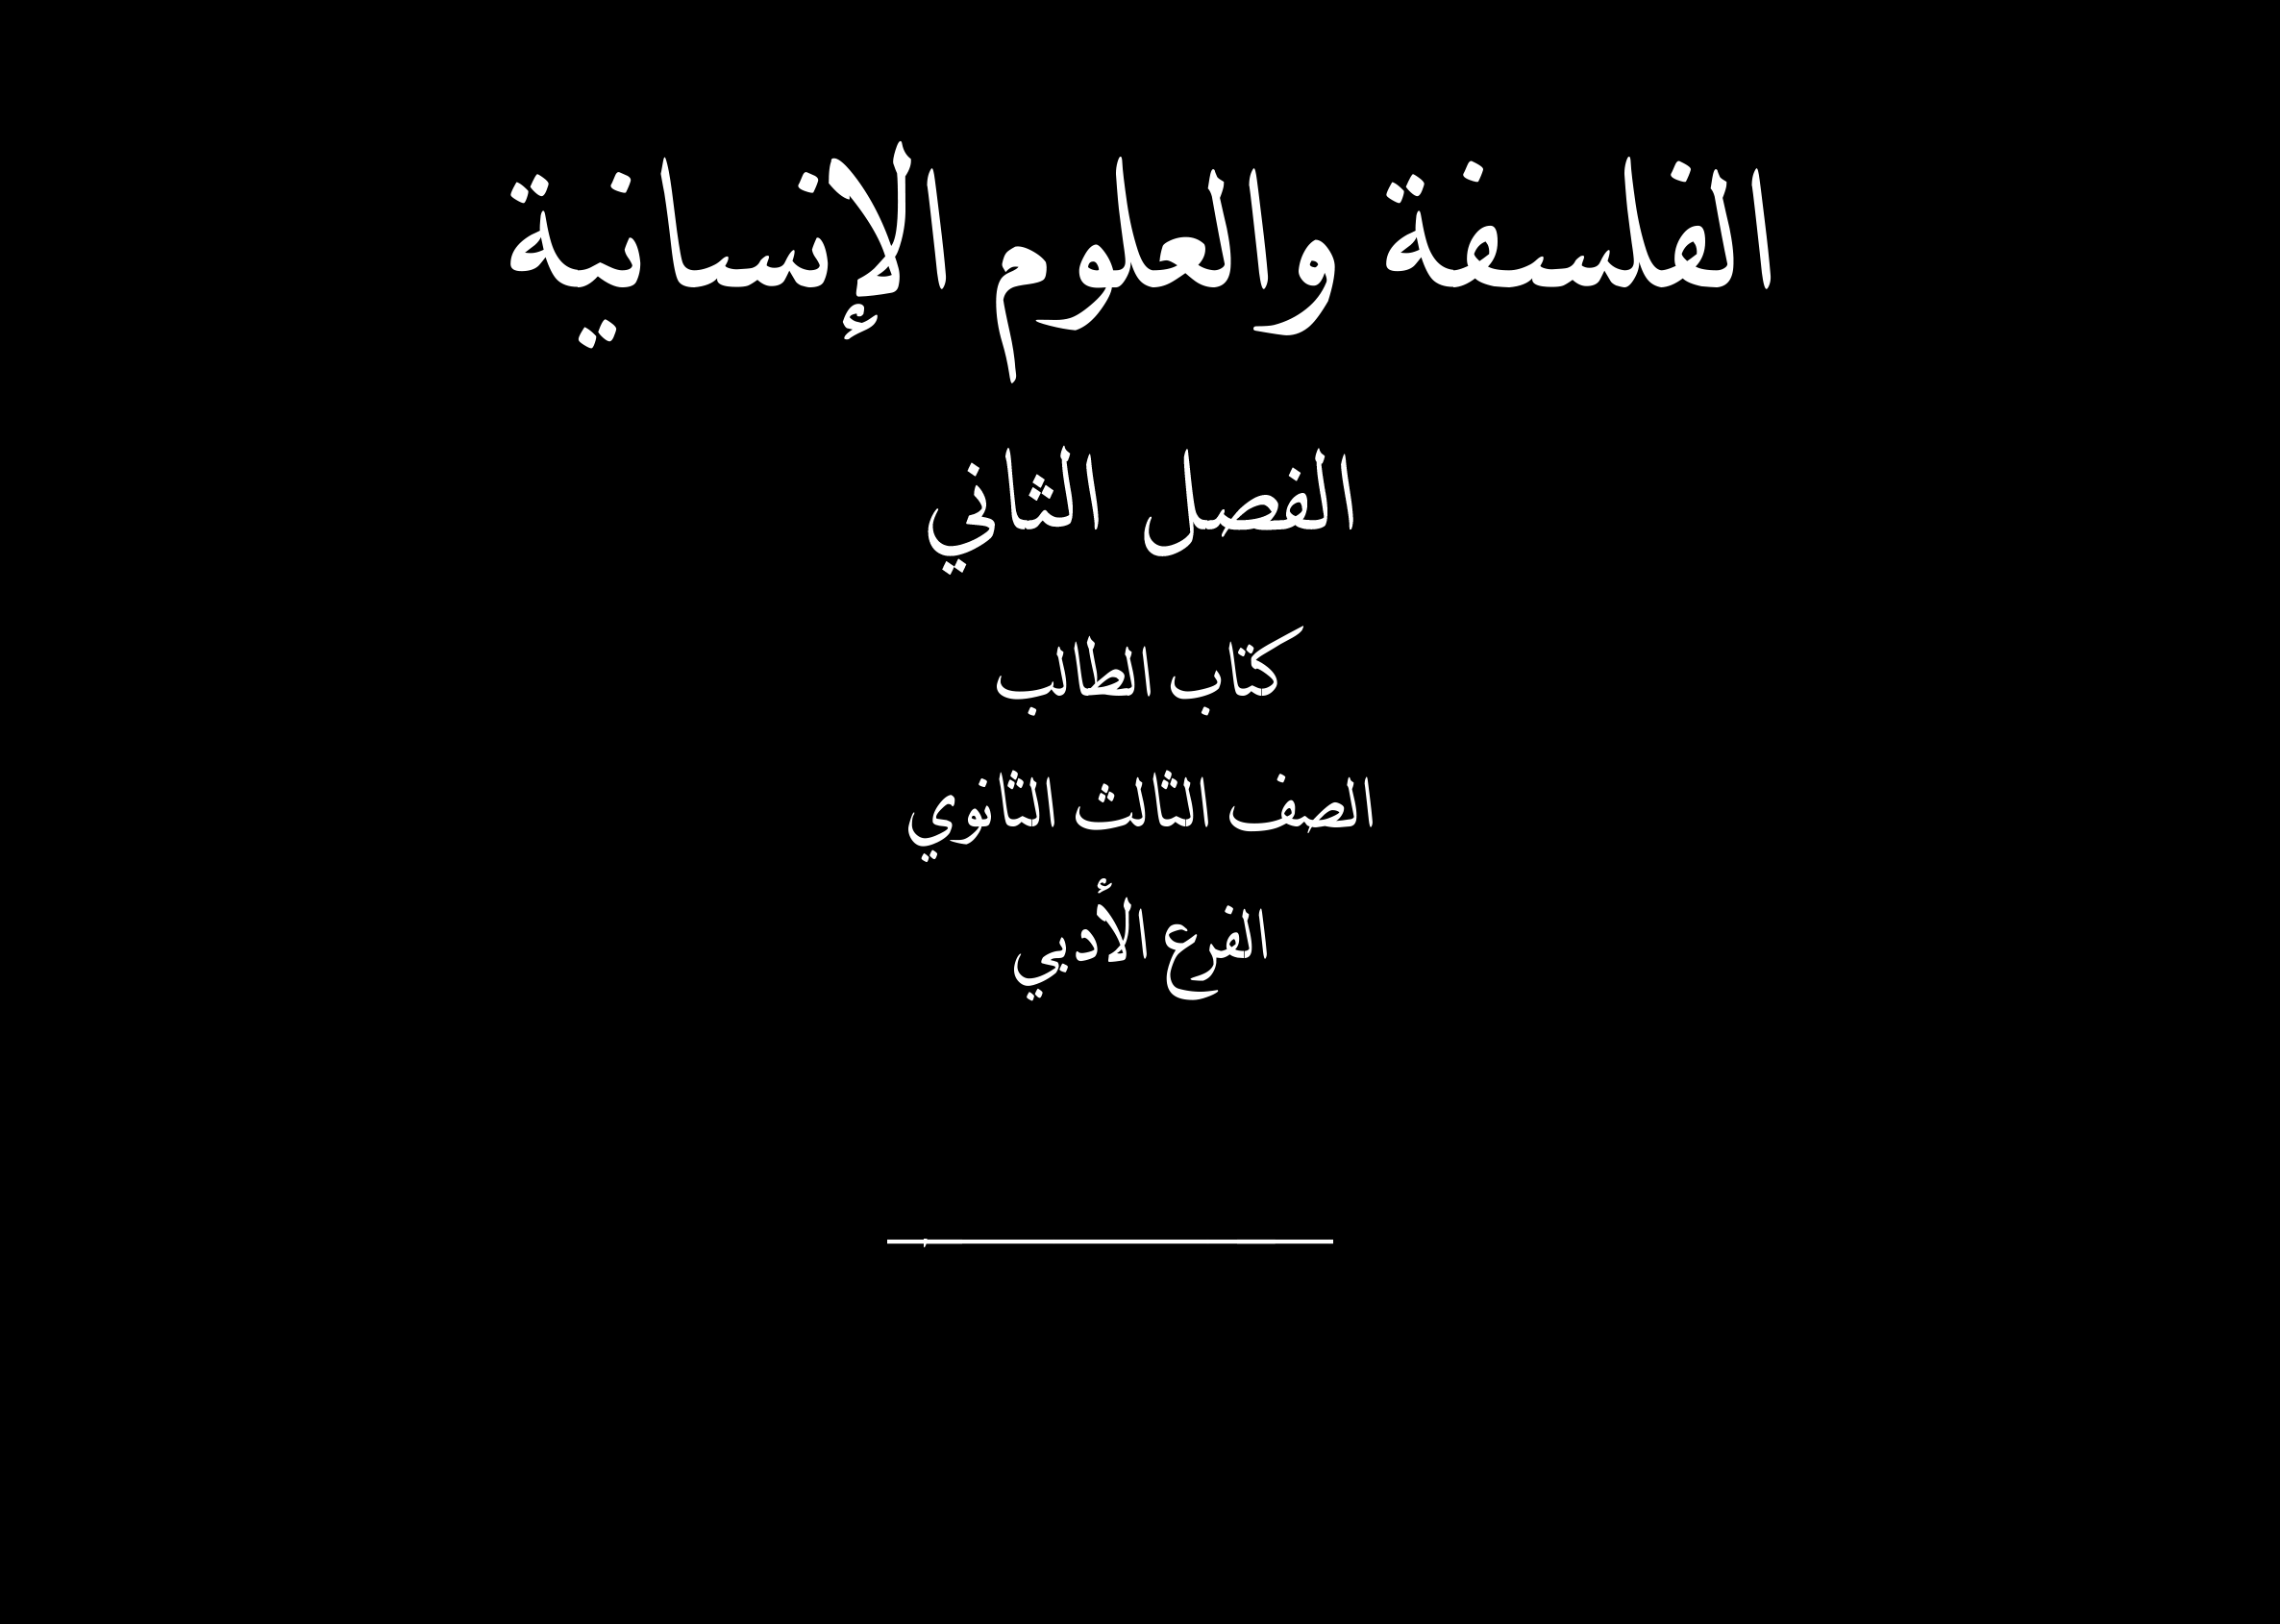 الفلسفة والعلوم الإنسانية
الفصل الثاني
كتاب الطالب
الصف الثالث الثانوي
الفرع الأدبي